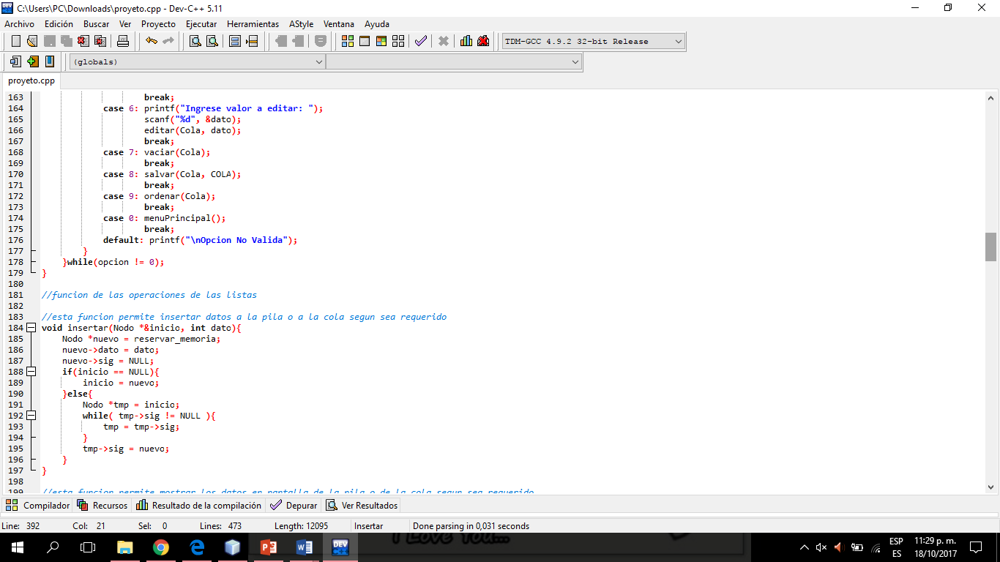 C:\Users\PC\Downloads\proyeto.cpp - Dev-C++ 5.11
Archivo Edición Buscar Ver Proyecto Ejecutar Herramientas AStyle Ventana Ayuda
TDM-GCC 4.9.2 32-bit Release
(globals)
proyeto.cpp
163 break;
164 case 6: printf("Ingrese valor a editar: ");
165 scanf("%d", &dato);
166 editar(Cola, dato);
167 break;
168 case 7: vaciar(Cola);
169 break;
170 case 8: salvar(Cola, COLA);
171 break;
172 case 9: ordenar(Cola);
173 break;
174 case 0: menuPrincipal();
175 break;
176 default: printf("\nOpcion No Valida");
177 }
178 }while(opcion != 0);
179 }
180
181 //funcion de las operaciones de las listas
182
183 //esta funcion permite insertar datos a la pila o a la cola segun sea requerido
184 void insertar(Nodo *&inicio, int dato){
185 Nodo *nuevo = reservar_memoria;
186 nuevo->dato = dato;
187 nuevo->sig = NULL;
188 if(inicio == NULL){
189 inicio = nuevo;
190 }else{
191 Nodo *tmp = inicio;
192 while( tmp->sig != NULL ){
193 tmp = tmp->sig;
194 }
195 tmp->sig = nuevo;
196 }
197 }
198
199 //esta funcion permite mostrar los datos en pantalla de la pila o de la cola segun sea requerido
Compilador Recursos Resultado de la compilación Depurar Ver Resultados
Line: 392 Col: 21 Sel: 0 Lines: 473 Length: 12095 Insertar Done parsing in 0,031 seconds
I Love You...
ESP 11:29 p. m.
ES 18/10/2017